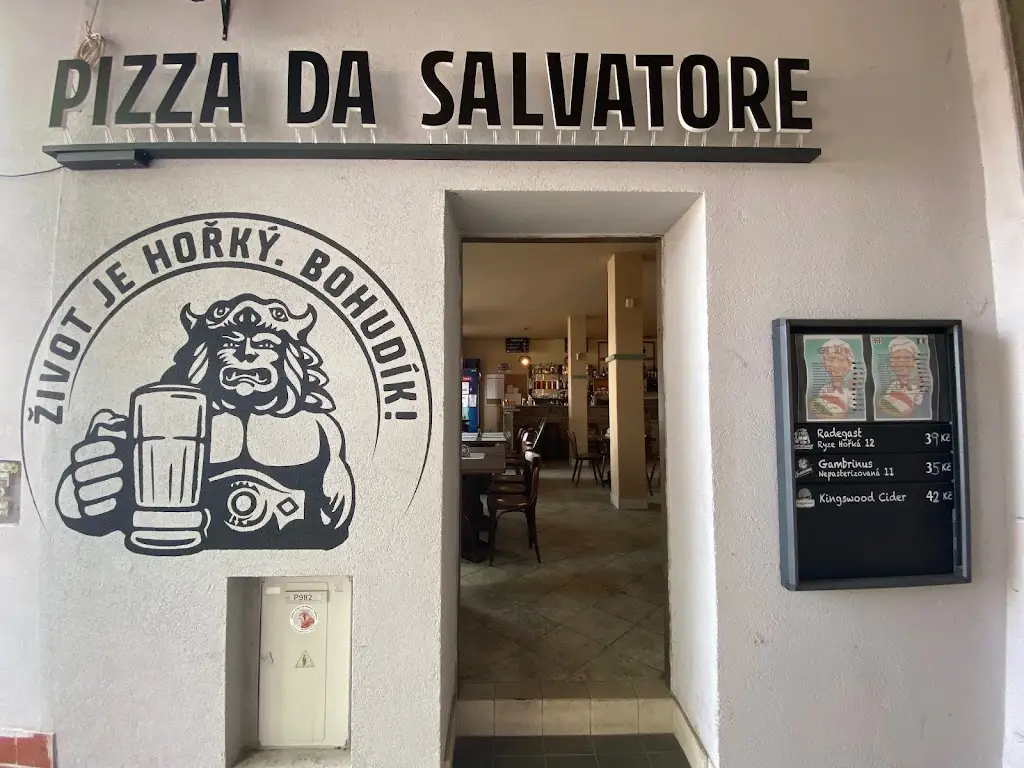 PIZZA DA SALVATORE
ŽIVOT JE HOŘKÝ. BOHUDÍK!
Radegast 39 Kč
Ryze Hořká 12
Gambrinus 35 Kč
Nepasterizovaná 11
Kingswood Cider 42 Kč
P982